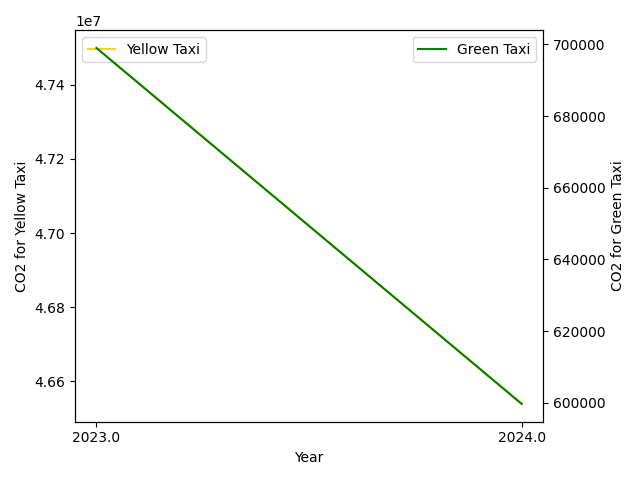 1e7
Yellow Taxi
Green Taxi
4.74
4.72
4.70
4.68
4.66
CO2 for Yellow Taxi
700000
680000
660000
640000
620000
600000
CO2 for Green Taxi
2023.0
2024.0
Year